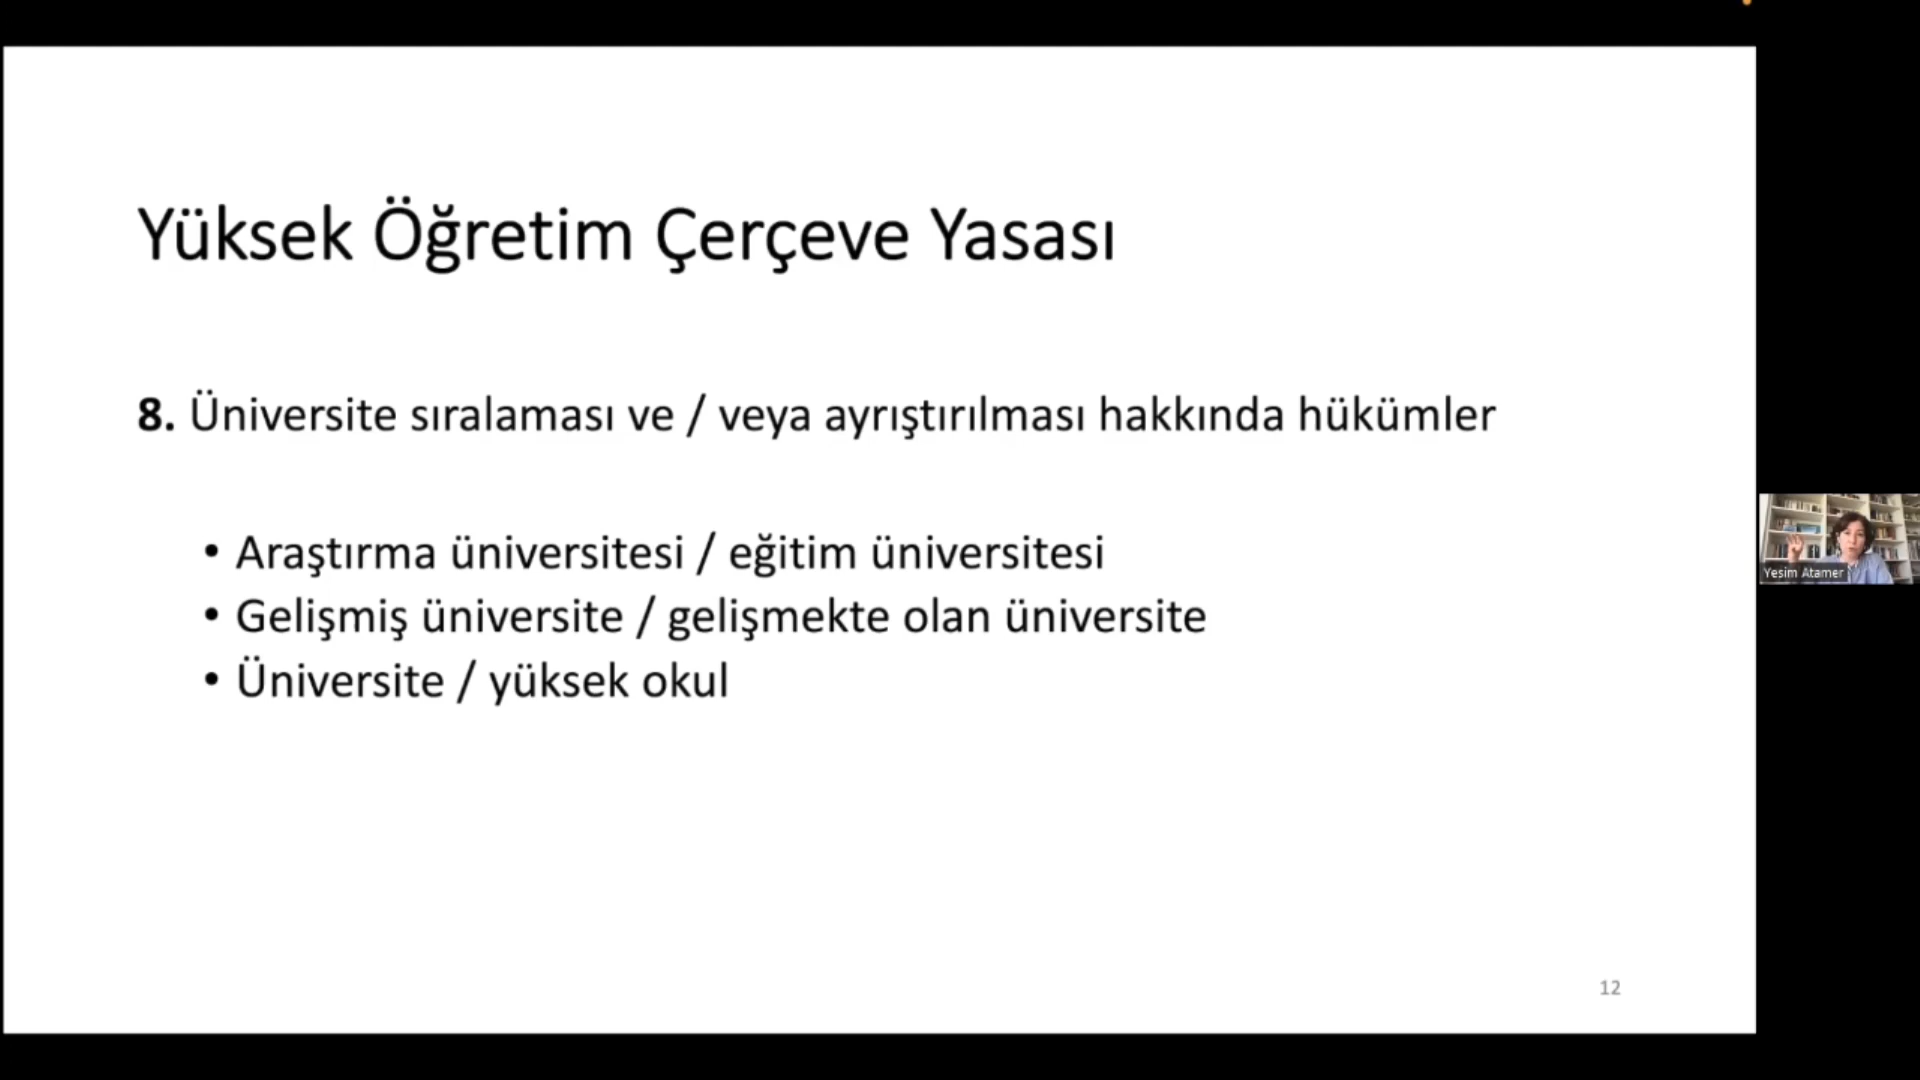 Yüksek Öğretim Çerçeve Yasası
8. Üniversite sıralaması ve / veya ayrıştırılması hakkında hükümler
• Araştırma üniversitesi / eğitim üniversitesi
• Gelişmiş üniversite / gelişmekte olan üniversite
• Üniversite / yüksek okul
Yesim Atamer
12